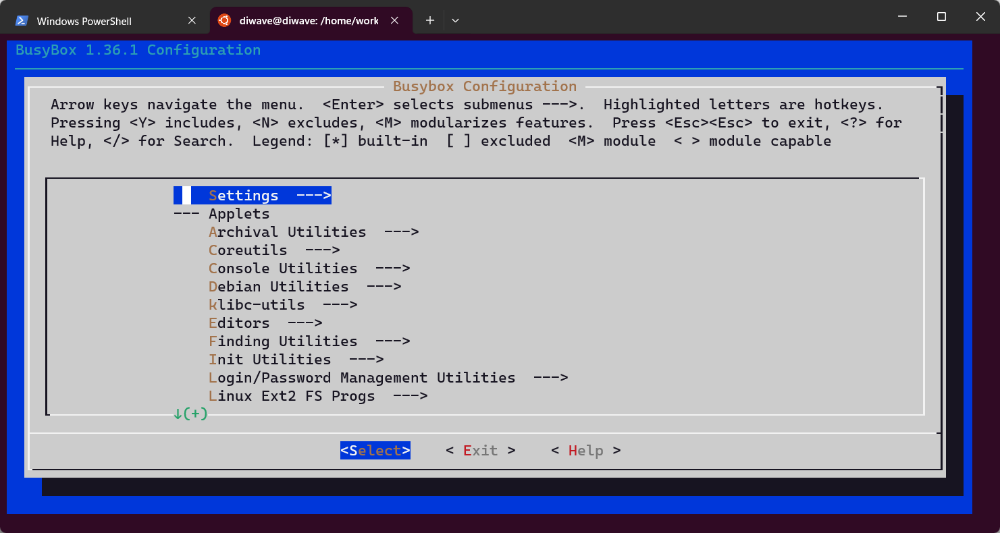 Windows PowerShell
diwave@diwave: /home/work
BusyBox 1.36.1 Configuration
Busybox Configuration
Arrow keys navigate the menu.  <Enter> selects submenus --->.  Highlighted letters are hotkeys.
Pressing <Y> includes, <N> excludes, <M> modularizes features.  Press <Esc><Esc> to exit, <?> for
Help, </> for Search.  Legend: [*] built-in  [ ] excluded  <M> module  < > module capable
Settings  --->
--- Applets
Archival Utilities  --->
Coreutils  --->
Console Utilities  --->
Debian Utilities  --->
klibc-utils  --->
Editors  --->
Finding Utilities  --->
Init Utilities  --->
Login/Password Management Utilities  --->
Linux Ext2 FS Progs  --->
↓(+)
<Select>    < Exit >    < Help >